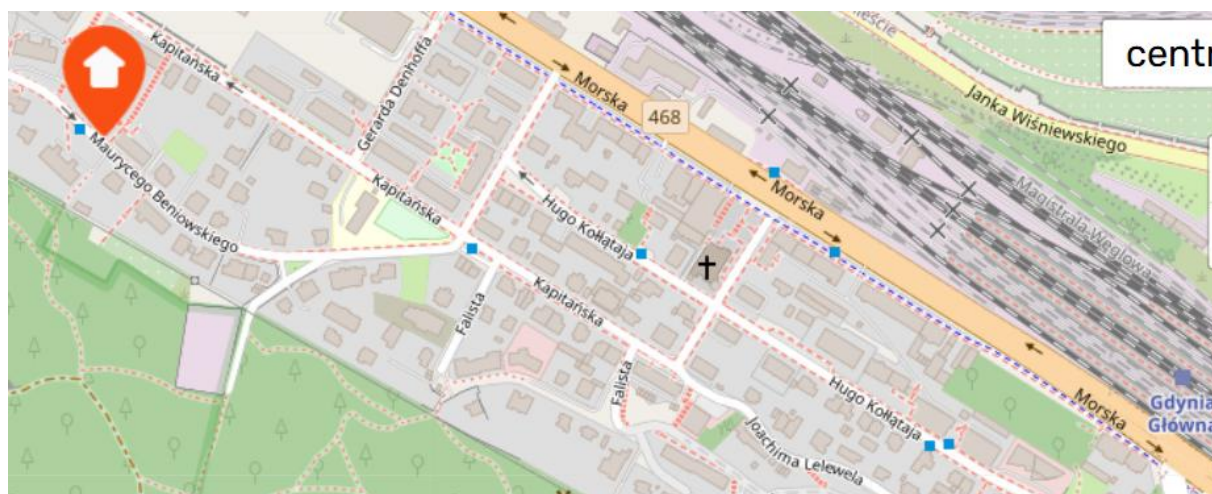 centr
Kapitańska
Gerarda Denhoffa
Morska
468
Janka Wiśniewskiego
Maurycego Beniowskiego
Kapitańska
Hugo Kołłątaja
Morska
Magistrala Węglowa
Falista
Kapitańska
Falista
Joachima Lelewela
Hugo Kołłątaja
Morska
Gdynia
Główna